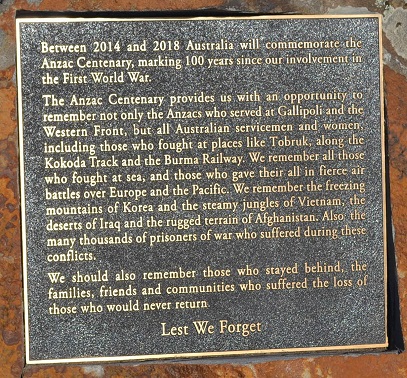 Between 2014 and 2018 Australia will commemorate the
Anzac Centenary, marking 100 years since our involvement in
the First World War.
The Anzac Centenary provides us with an opportunity to
remember not only the Anzacs who served at Gallipoli and the
Western Front, but all Australian servicemen and women,
including those who fought at places like Tobruk, along the
Kokoda Track and the Burma Railway. We remember all those
who fought at sea, and those who gave their all in fierce air
battles over Europe and the Pacific. We remember the freezing
mountains of Korea and the steamy jungles of Vietnam, the
deserts of Iraq and the rugged terrain of Afghanistan. Also the
many thousands of prisoners of war who suffered during these
conflicts.
We should also remember those who stayed behind, the
families, friends and communities who suffered the loss of
those who would never return
Lest We Forget